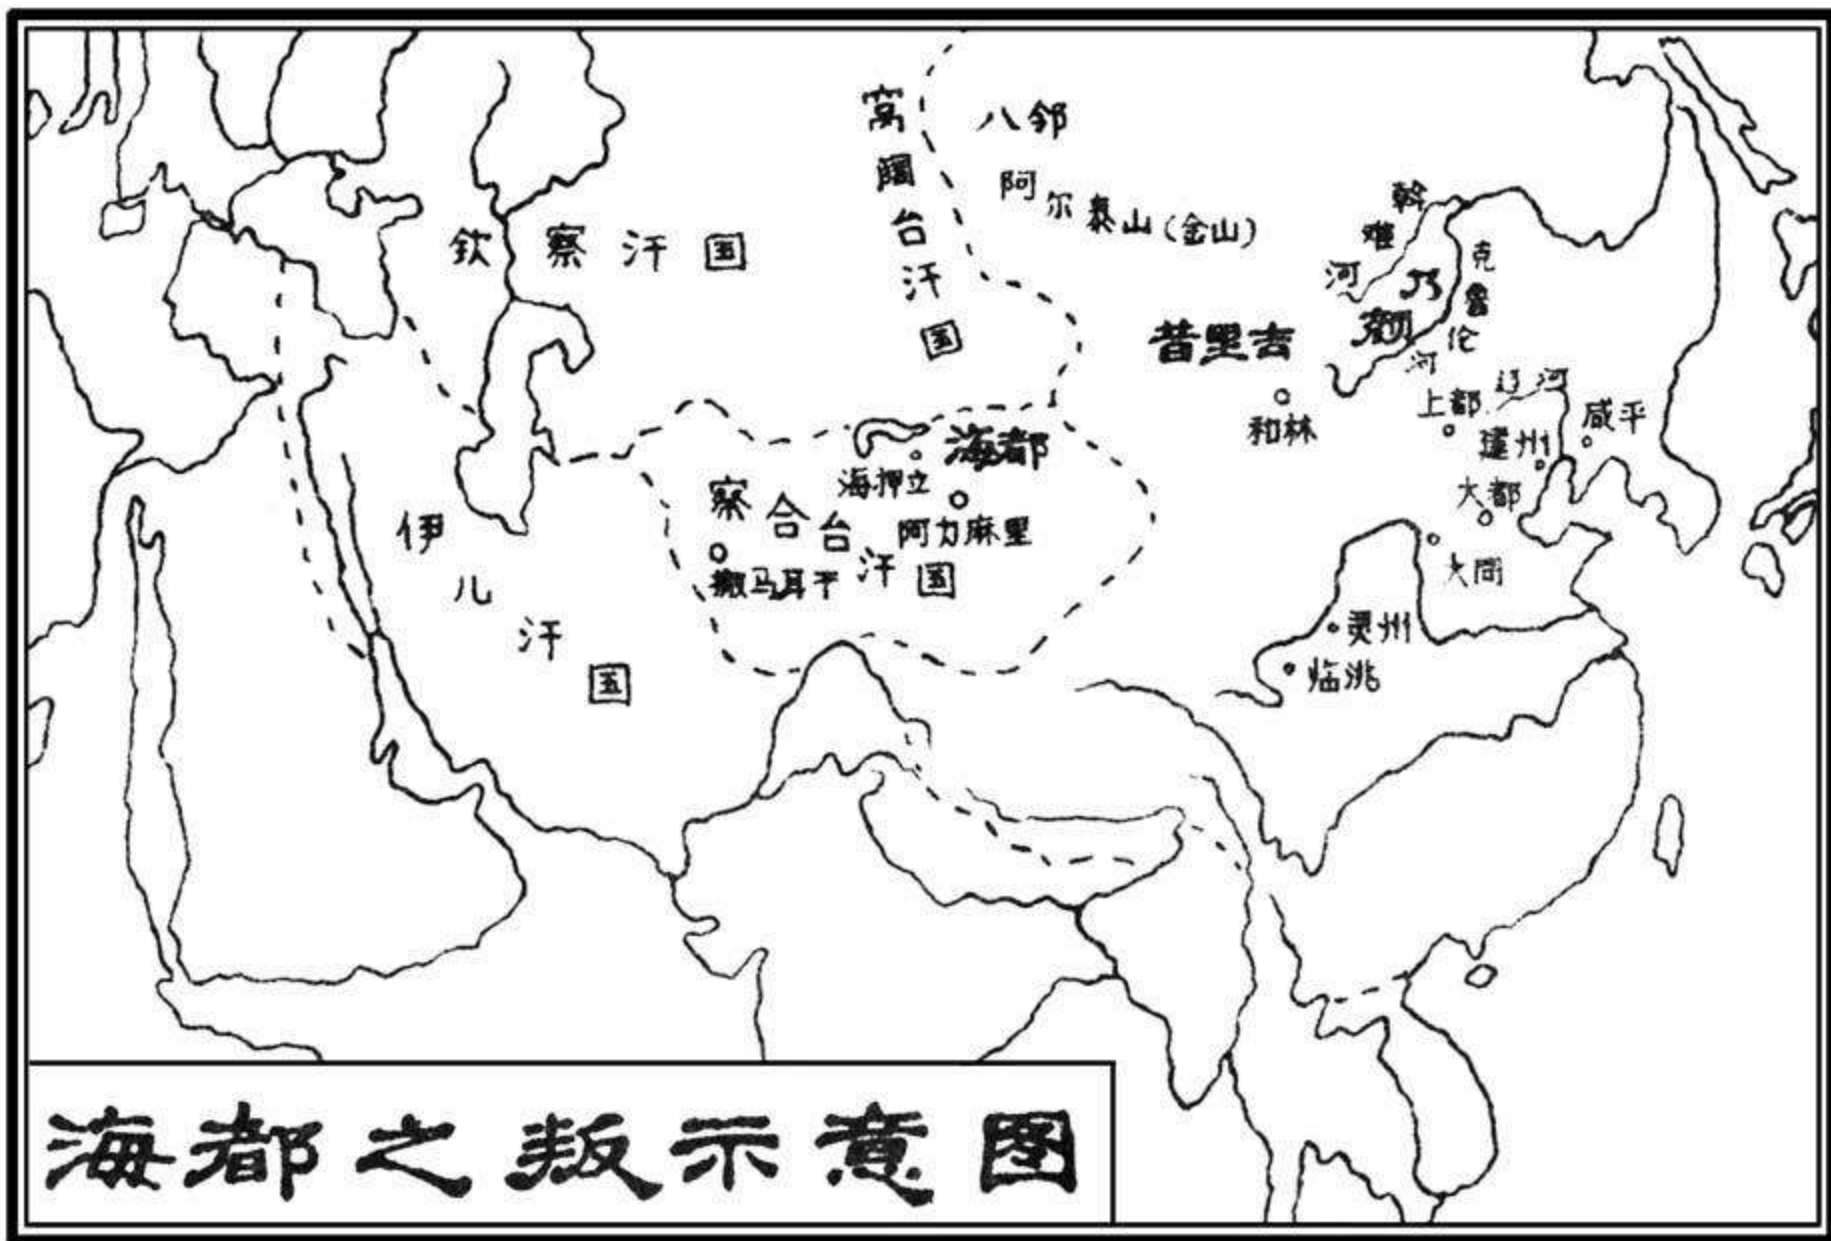 窝阔台汗国
八邻
阿尔泰山(金山)
钦察汗国
斡难河
克鲁伦河
乃颜
昔里吉
和林
上都
辽河
咸平
建州
大都
大同
海都
海押立
察合台汗国
阿力麻里
撒马耳干
伊儿汗国
灵州
临洮
海都之叛示意图